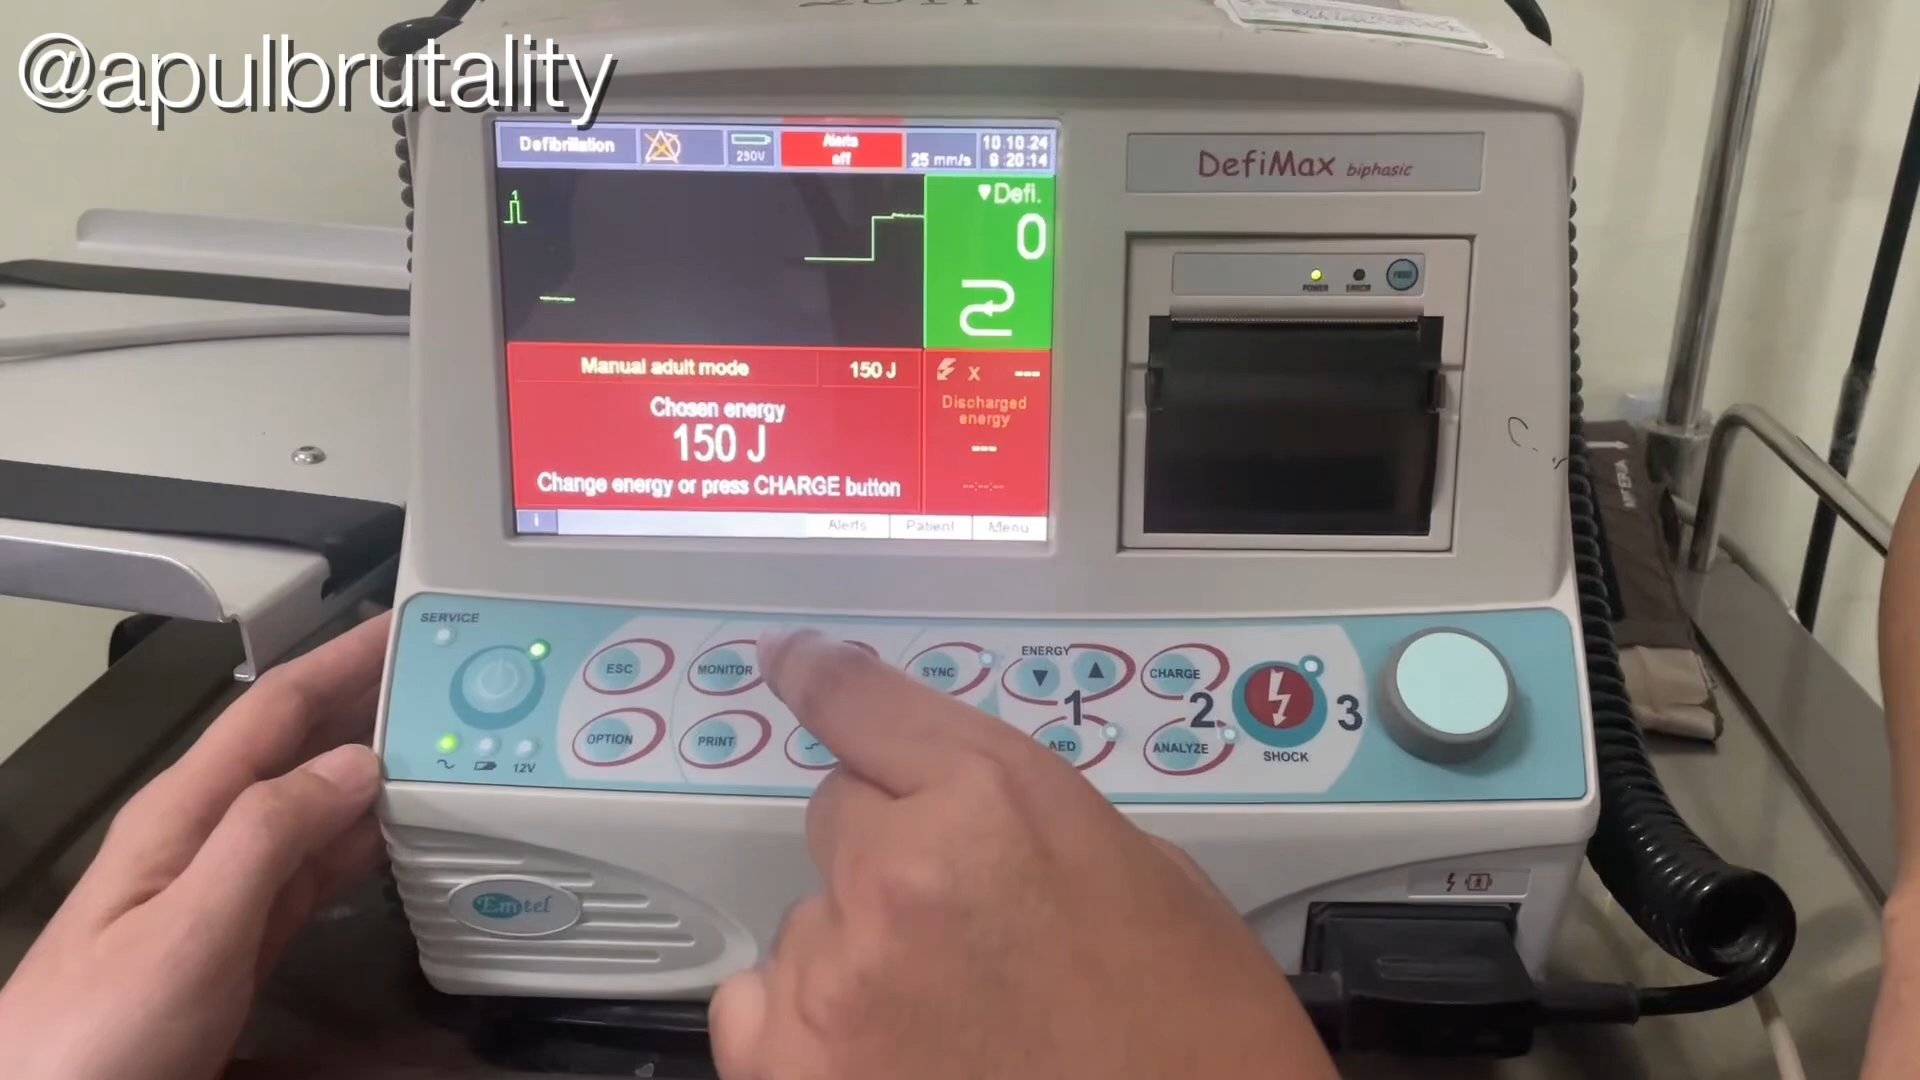 @apulbrutality
Defibrillation
230V
Alerts
off
25 mm/s
10.10.24
9:20:14
1
Defi.
0
Manual adult mode
150 J
Chosen energy
150 J
Change energy or press CHARGE button
x ---
Discharged
energy
---
--:--:--
i
Alerts
Patient
Menu
DefiMax biphasic
POWER
ERROR
FEED
SERVICE
ESC
MONITOR
SYNC
ENERGY
CHARGE
1
2
3
OPTION
PRINT
AED
ANALYZE
SHOCK
12V
Emtel